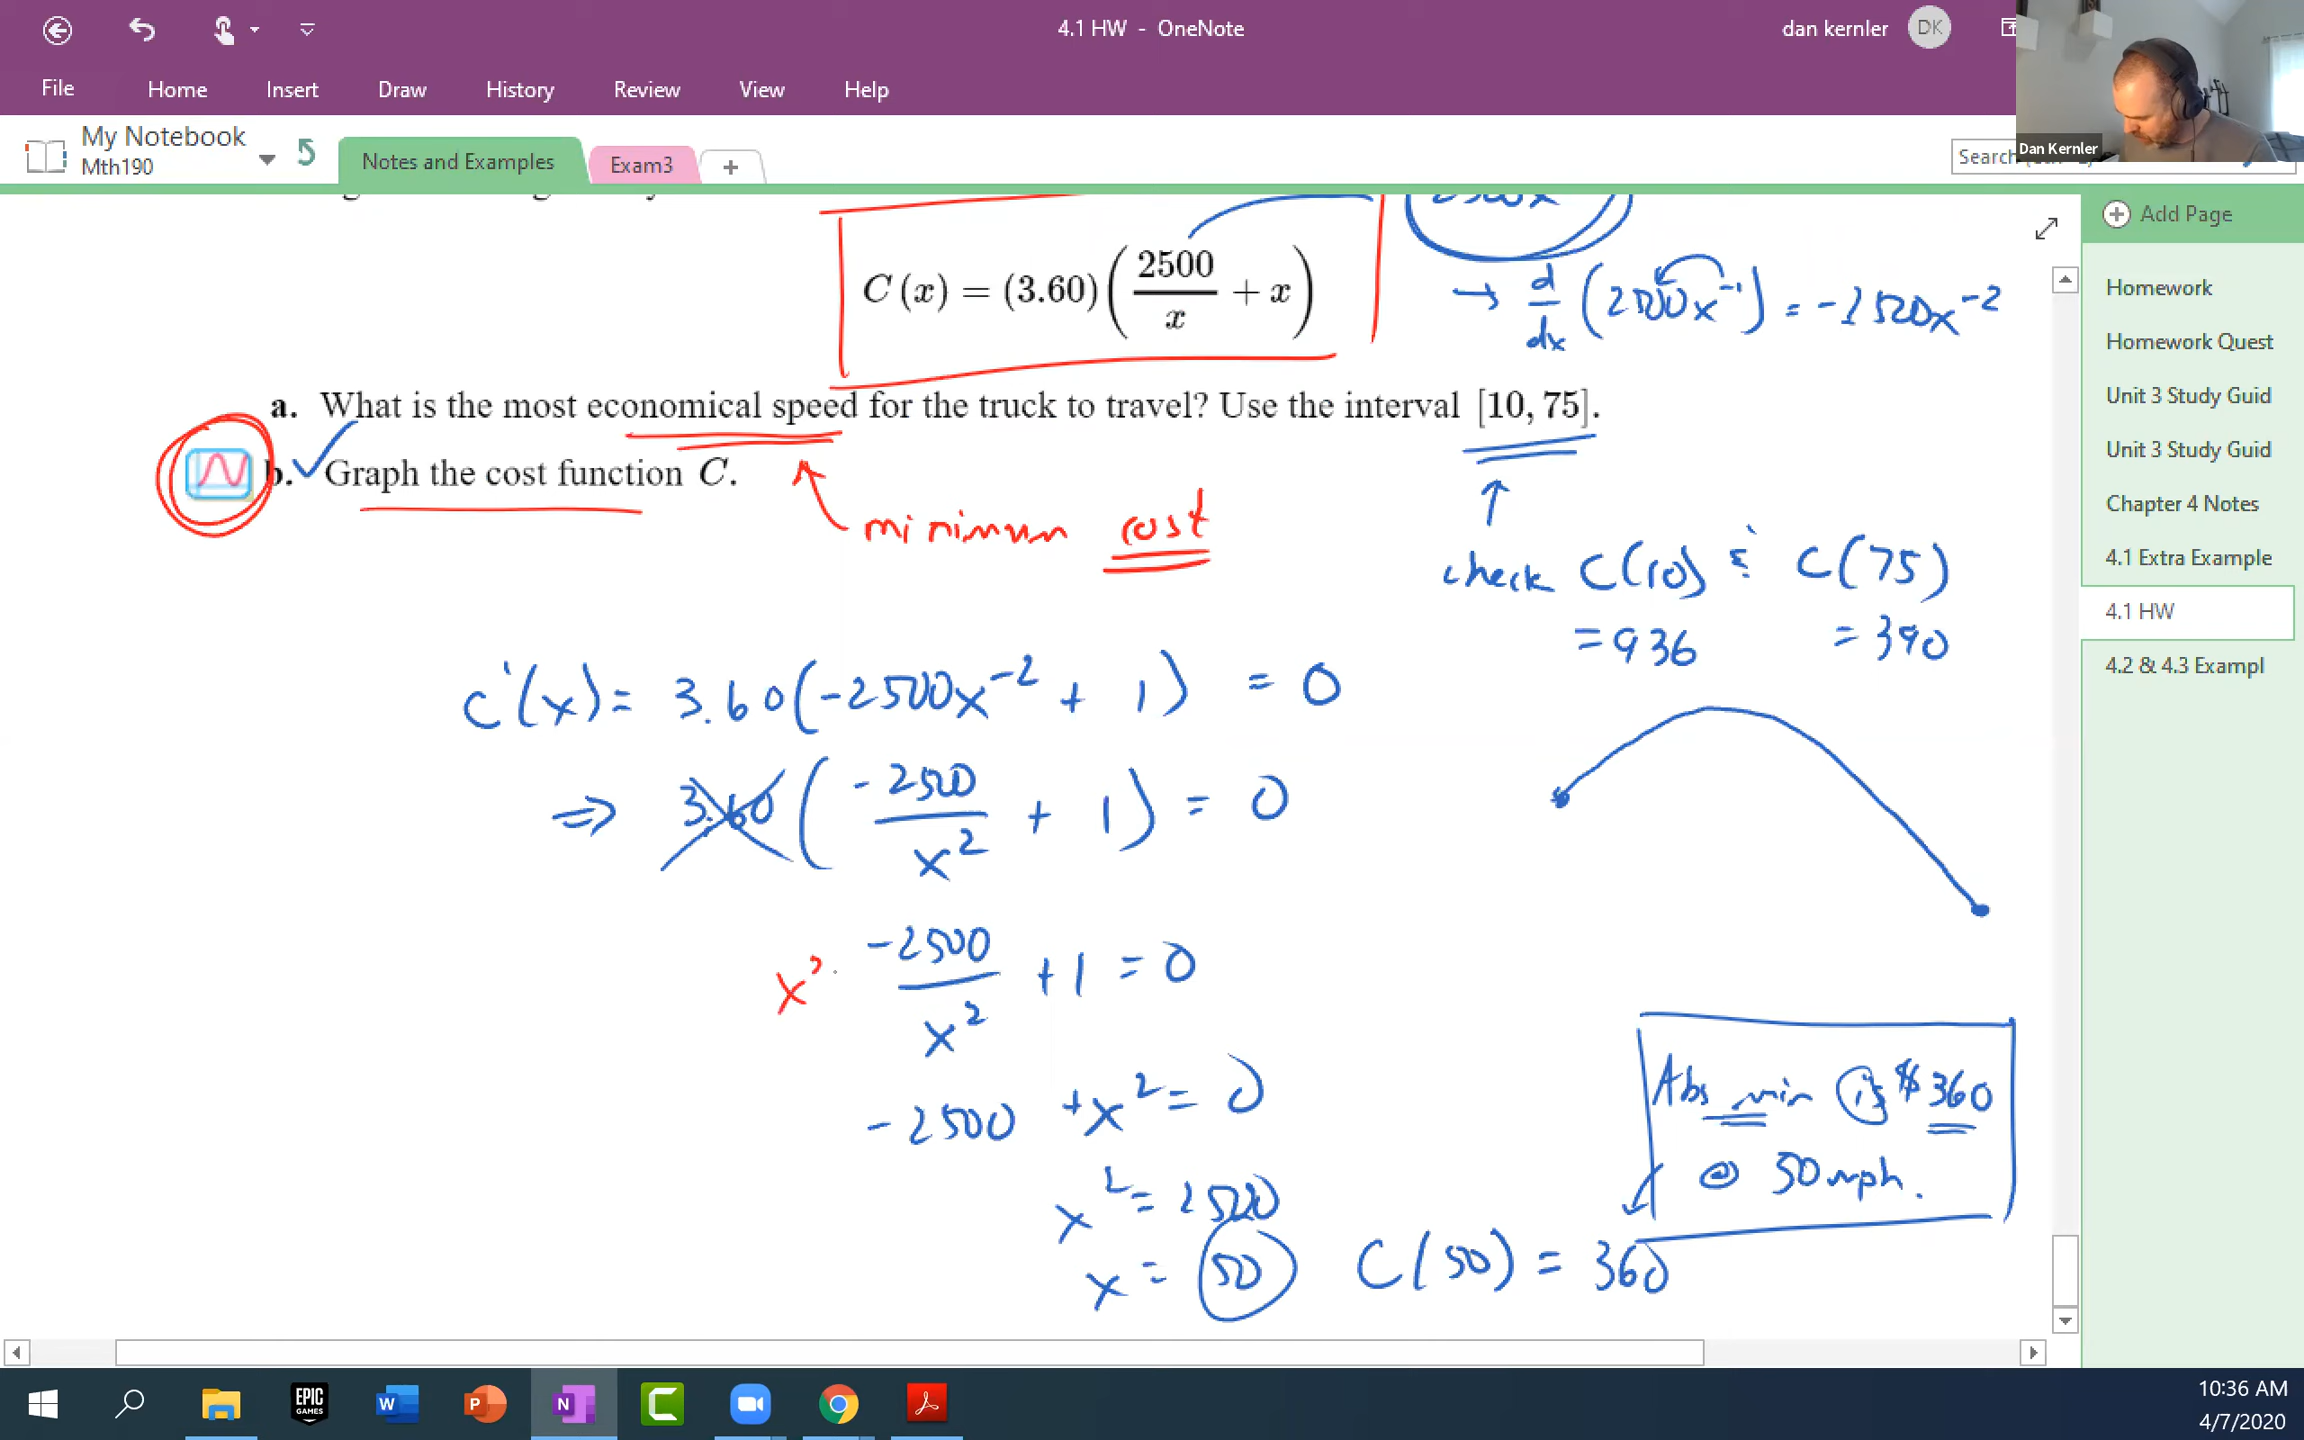 4.1 HW - OneNote
dan kernler DK
File Home Insert Draw History Review View Help
My Notebook
Mth190
Notes and Examples
Exam3
+
Search
Dan Kernler
Add Page
Homework
Homework Quest
Unit 3 Study Guid
Unit 3 Study Guid
Chapter 4 Notes
4.1 Extra Example
4.1 HW
4.2 & 4.3 Exampl
C (x) = (3.60) (2500/x + x)
→ d/dx (2500x⁻¹) = -2500x⁻²
a. What is the most economical speed for the truck to travel? Use the interval [10, 75].
b. Graph the cost function C.
minimum cost
check C(10) & C(75)
= 936 = 390
C'(x) = 3.60(-2500x⁻² + 1) = 0
⇒ 3.60 (-2500/x² + 1) = 0
x² · -2500/x² + 1 = 0
-2500 + x² = 0
x² = 2500
x = 50 C(50) = 360
Abs min is $360
@ 50 mph.
EPIC
GAMES
10:36 AM
4/7/2020